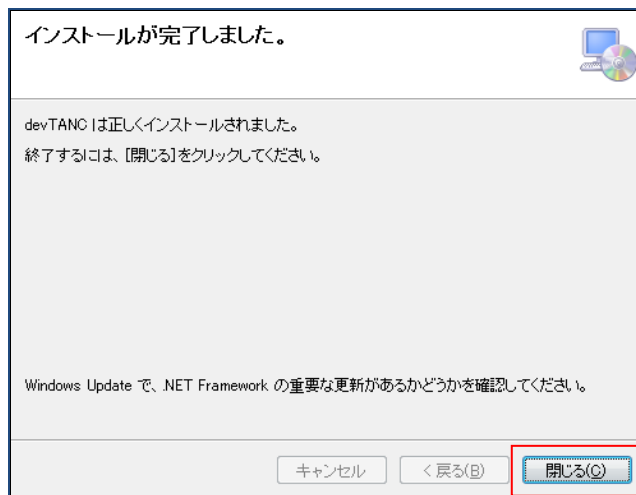 インストールが完了しました。
devTANC は正しくインストールされました。
終了するには、[閉じる]をクリックしてください。
Windows Update で、.NET Framework の重要な更新があるかどうかを確認してください。
キャンセル
< 戻る(B)
閉じる(C)